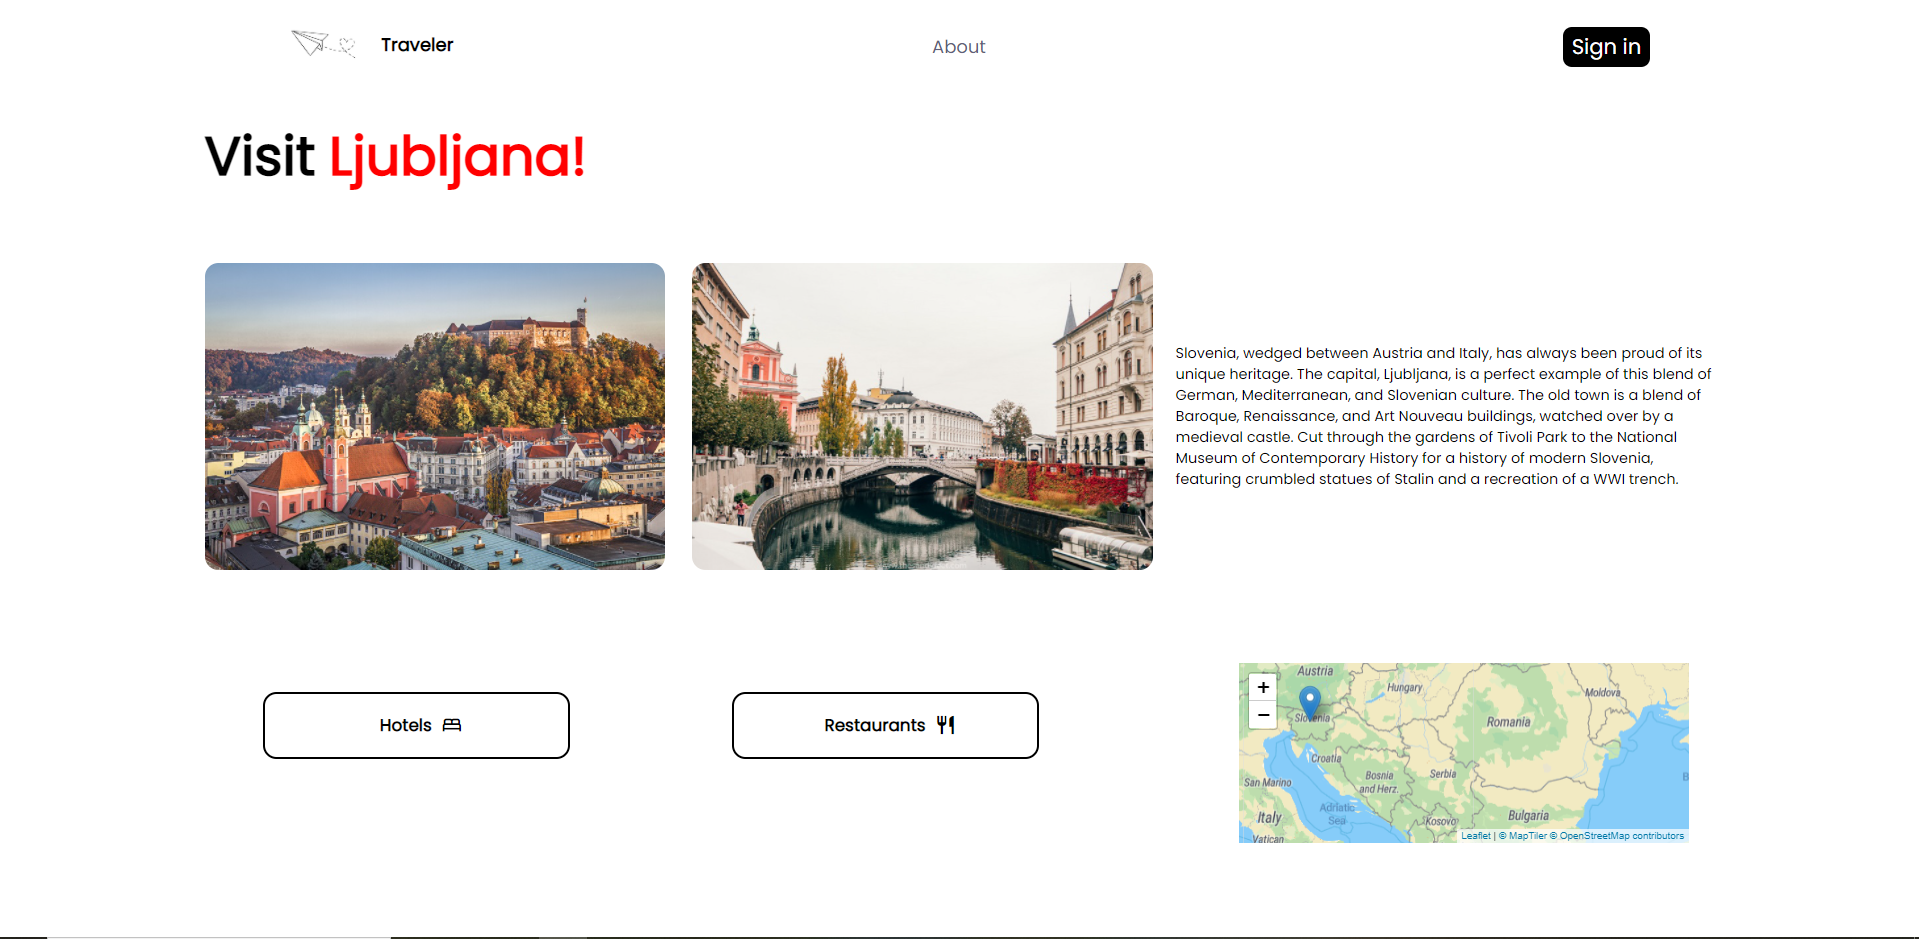 Traveler
About
Sign in
Visit Ljubljana!
Slovenia, wedged between Austria and Italy, has always been proud of its
unique heritage. The capital, Ljubljana, is a perfect example of this blend of
German, Mediterranean, and Slovenian culture. The old town is a blend of
Baroque, Renaissance, and Art Nouveau buildings, watched over by a
medieval castle. Cut through the gardens of Tivoli Park to the National
Museum of Contemporary History for a history of modern Slovenia,
featuring crumbled statues of Stalin and a recreation of a WWI trench.
Hotels
Restaurants
+
−
Austria
Hungary
Moldova
Slovenia
Romania
Croatia
San Marino
Bosnia
and Herz.
Serbia
Adriatic
Sea
Italy
Kosovo
Bulgaria
Vatican
Leaflet | © MapTiler © OpenStreetMap contributors